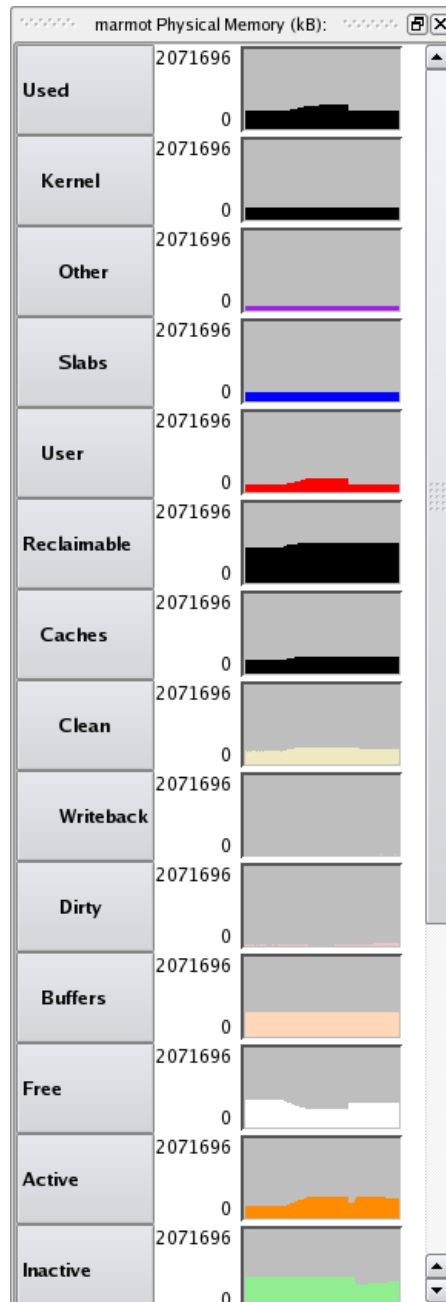 marmot Physical Memory (kB):
2071696
Used
0
2071696
Kernel
0
2071696
Other
0
2071696
Slabs
0
2071696
User
0
2071696
Reclaimable
0
2071696
Caches
0
2071696
Clean
0
2071696
Writeback
0
2071696
Dirty
0
2071696
Buffers
0
2071696
Free
0
2071696
Active
0
2071696
Inactive
0